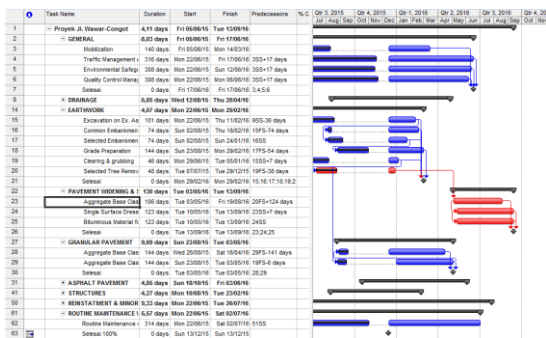 Task Name Duration Start Finish Predecessors % C Qtr 3, 2015 Qtr 4, 2015 Qtr 1, 2016 Qtr 2, 2016 Qtr 3, 2016 Qtr 4, 20
Jul Aug Sep Oct Nov Dec Jan Feb Mar Apr May Jun Jul Aug Sep Oct Nov
1 Proyek Jl. Wawar-Congot 4,11 days Fri 05/06/15 Tue 13/09/16
2 GENERAL 8,83 days Fri 05/06/15 Fri 17/06/16
3 Mobilization 140 days Fri 05/06/15 Mon 14/03/16
4 Traffic Management 316 days Mon 22/06/15 Fri 17/06/16 3SS+17 days
5 Environmental Safegu 308 days Mon 22/06/15 Sun 12/06/16 3SS+17 days
6 Quality Control Manag 308 days Mon 22/06/15 Mon 06/06/16 3SS+17 days
7 Selesai 0 days Fri 17/06/16 Fri 17/06/16 3;4;5;6
8 DRAINAGE 5,85 days Wed 12/08/15 Thu 28/04/16
14 EARTHWORK 4,07 days Mon 22/06/15 Mon 29/02/16
15 Excavation on Ex. As 101 days Mon 22/06/15 Thu 11/02/16 9SS-36 days
16 Common Embankmen 74 days Sun 02/08/15 Thu 18/02/16 15FS-74 days
17 Selected Embankmen 74 days Sun 02/08/15 Sun 24/01/16 16SS
18 Grade Preparation 144 days Sun 23/08/15 Mon 29/02/16 17FS-54 days
19 Clearing & grubbing 46 days Mon 29/06/15 Tue 05/01/16 15SS+7 days
20 Selected Tree Remov 48 days Tue 07/07/15 Tue 29/12/15 19FS-38 days
21 Selesai 0 days Mon 29/02/16 Mon 29/02/16 15;16;17;18;19;2
22 PAVEMENT WIDENING & 130 days Tue 03/05/16 Tue 13/09/16
23 Aggregate Base Clas 106 days Tue 03/05/16 Fri 19/08/16 20FS+124 days
24 Single Surface Dress 123 days Tue 10/05/16 Tue 13/09/16 23SS+7 days
25 Bituminous Material f 123 days Tue 10/05/16 Tue 13/09/16 24SS
26 Selesai 0 days Tue 13/09/16 Tue 13/09/16 23;24;25
27 GRANULAR PAVEMENT 9,69 days Sun 23/08/15 Tue 03/05/16
28 Aggregate Base Clas 144 days Wed 26/08/15 Sat 16/04/16 29FS-141 days
29 Aggregate Base Clas 144 days Sun 23/08/15 Tue 03/05/16 19FS-6 days
30 Selesai 0 days Tue 03/05/16 Tue 03/05/16 28;29
31 ASPHALT PAVEMENT 4,85 days Sun 18/10/15 Fri 03/06/16
41 STRUCTURES 4,27 days Mon 10/08/15 Tue 23/02/16
50 REINSTATMENT & MINOR 9,33 days Mon 22/06/15 Tue 26/07/16
61 ROUTINE MAINTENANCE 5,57 days Mon 22/06/15 Sat 02/07/16
62 Routine Maintenance 314 days Mon 22/06/15 Sat 02/07/16 51SS
63 Selesai 100% 0 days Sun 13/12/15 Sun 13/12/15